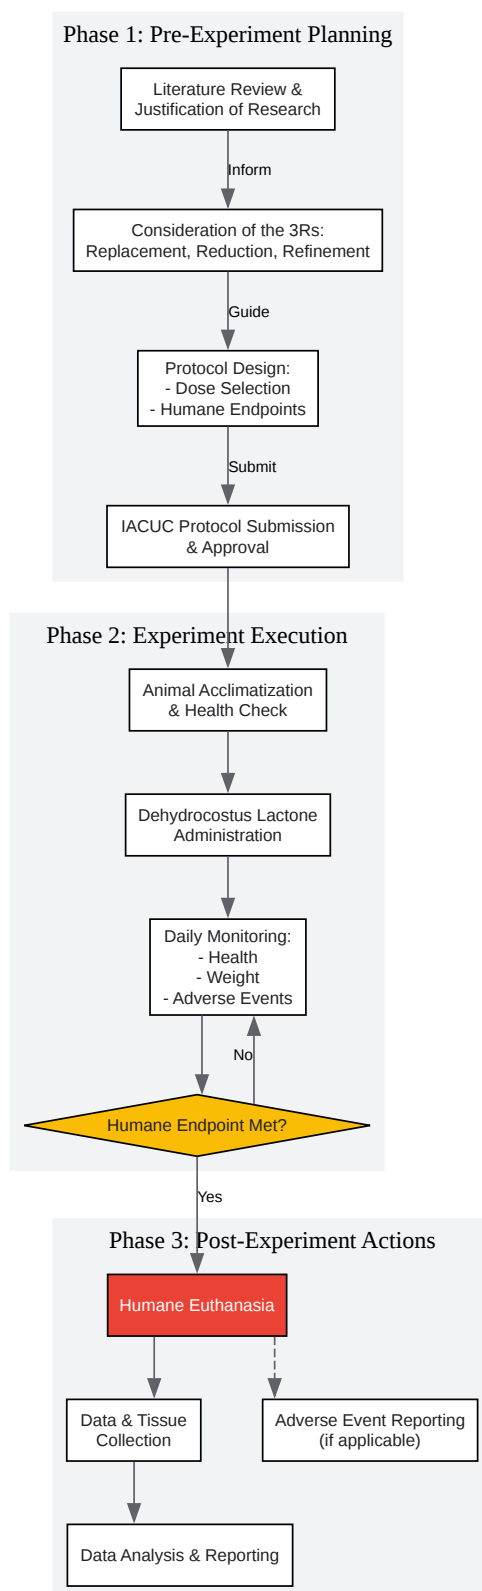 Phase 1: Pre-Experiment Planning
Literature Review &
Justification of Research
Inform
Consideration of the 3Rs:
Replacement, Reduction, Refinement
Guide
Protocol Design:
- Dose Selection
- Humane Endpoints
Submit
IACUC Protocol Submission
& Approval
Phase 2: Experiment Execution
Animal Acclimatization
& Health Check
Dehydrocostus Lactone
Administration
Daily Monitoring:
- Health
- Weight
- Adverse Events
No
Humane Endpoint Met?
Yes
Phase 3: Post-Experiment Actions
Humane Euthanasia
Data & Tissue
Collection
Adverse Event Reporting
(if applicable)
Data Analysis & Reporting